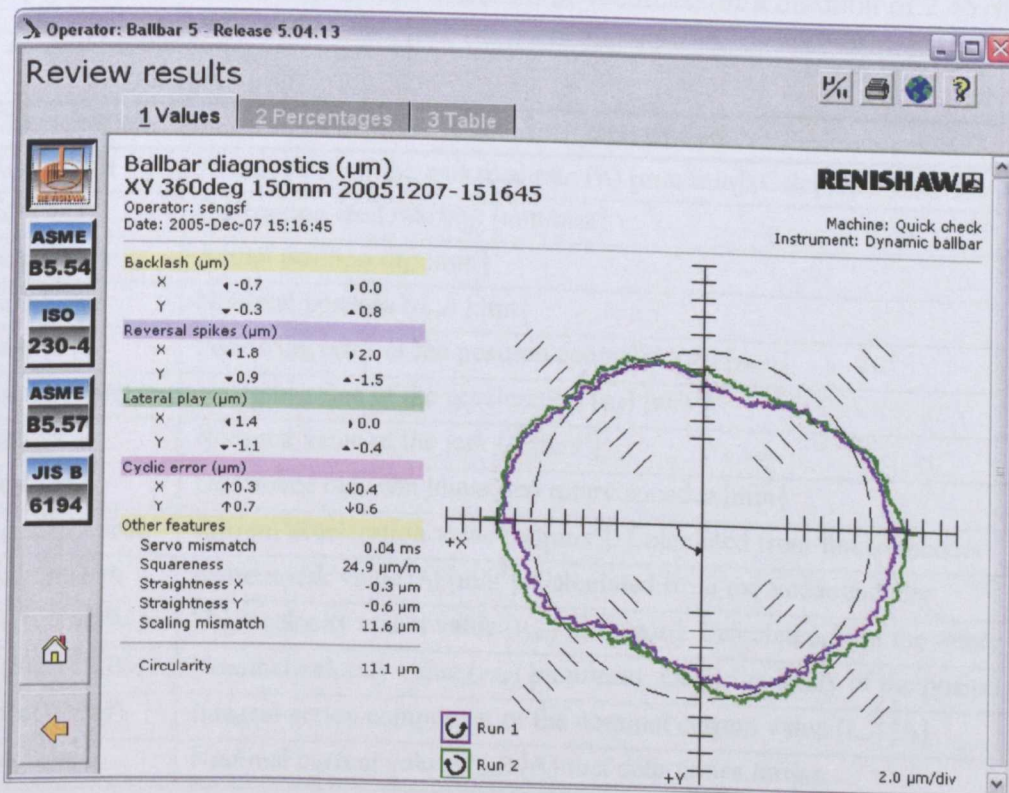 Operator: Ballbar 5 - Release 5.04.13
Review results
1 Values 2 Percentages 3 Table
ASME
B5.54
ISO
230-4
ASME
B5.57
JIS B
6194
Ballbar diagnostics (µm)
XY 360deg 150mm 20051207-151645
Operator: sengsf
Date: 2005-Dec-07 15:16:45
RENISHAW
Machine: Quick check
Instrument: Dynamic ballbar
Backlash (µm)
X ◂ -0.7 ▸ 0.0
Y ▾ -0.3 ▴ 0.8
Reversal spikes (µm)
X ◂ 1.8 ▸ 2.0
Y ▾ 0.9 ▴ -1.5
Lateral play (µm)
X ◂ 1.4 ▸ 0.0
Y ▾ -1.1 ▴ -0.4
Cyclic error (µm)
X ↑0.3 ↓0.4
Y ↑0.7 ↓0.6
Other features
Servo mismatch 0.04 ms
Squareness 24.9 µm/m
Straightness X -0.3 µm
Straightness Y -0.6 µm
Scaling mismatch 11.6 µm
Circularity 11.1 µm
+X
Run 1
Run 2
+Y
2.0 µm/div